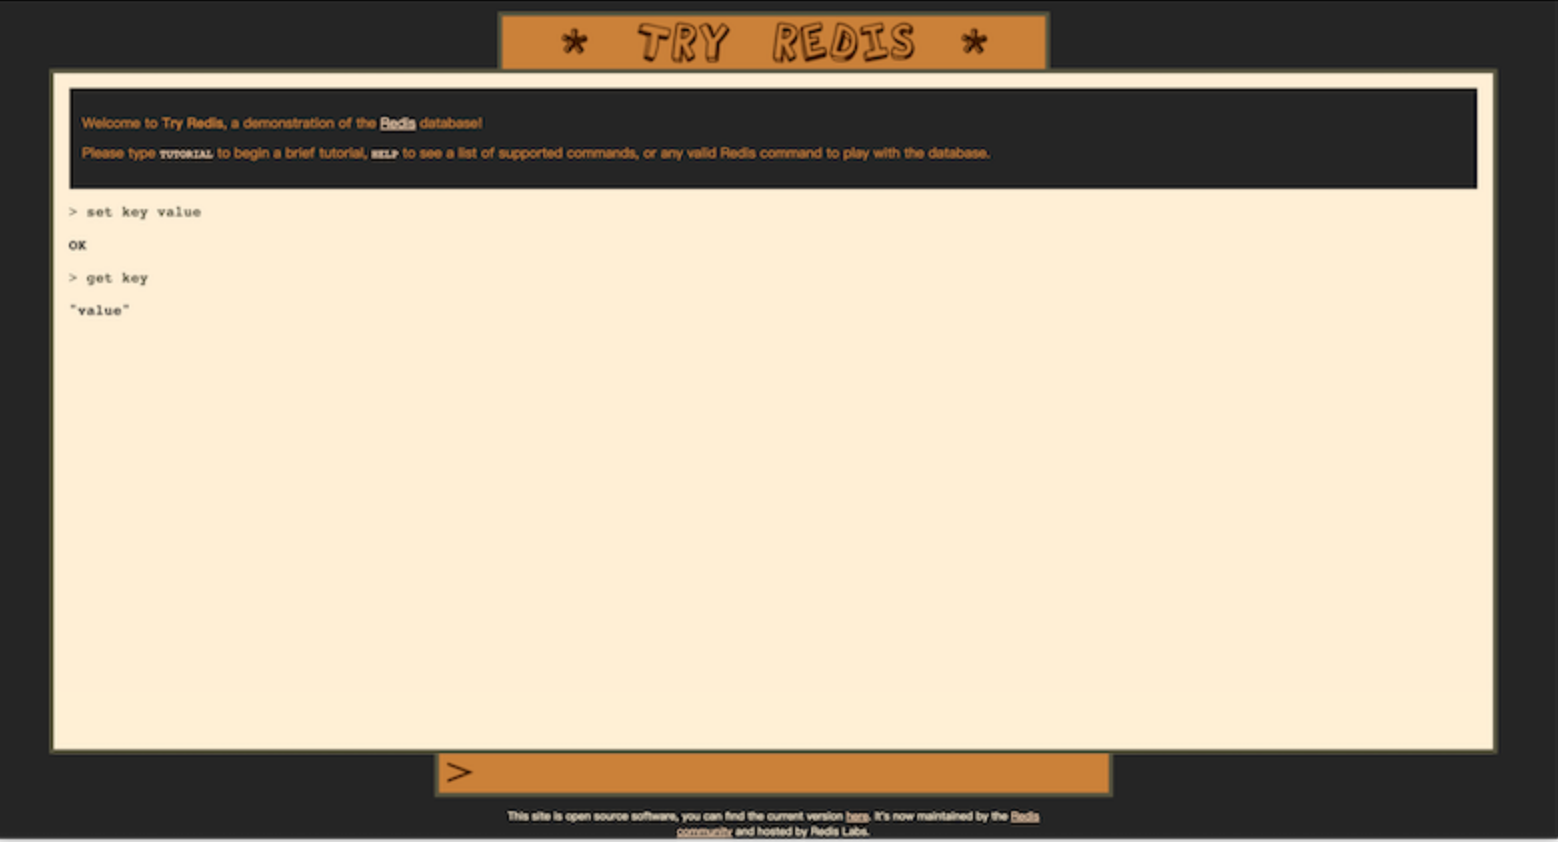 * TRY REDIS *
Welcome to Try Redis, a demonstration of the Redis database!
Please type TUTORIAL to begin a brief tutorial, HELP to see a list of supported commands, or any valid Redis command to play with the database.
> set key value
OK
> get key
"value"
>
This site is open source software, you can find the current version here. It's now maintained by the Redis
community and hosted by Redis Labs.